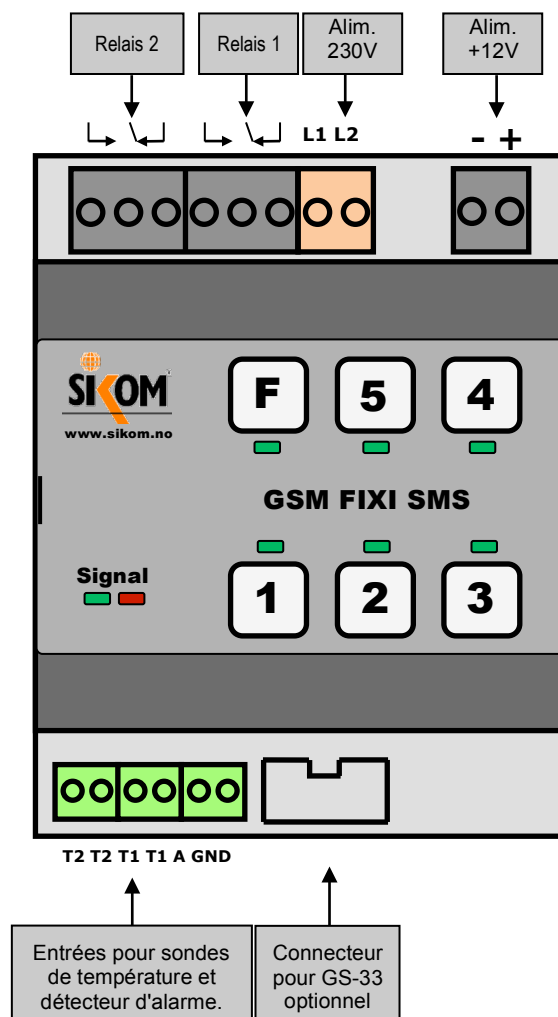 Relais 2
Relais 1
Alim.
230V
Alim.
+12V
L1 L2
- +
SIKOM
www.sikom.no
F
5
4
GSM FIXI SMS
Signal
1
2
3
T2 T2 T1 T1 A GND
Entrées pour sondes
de température et
détecteur d'alarme.
Connecteur
pour GS-33
optionnel